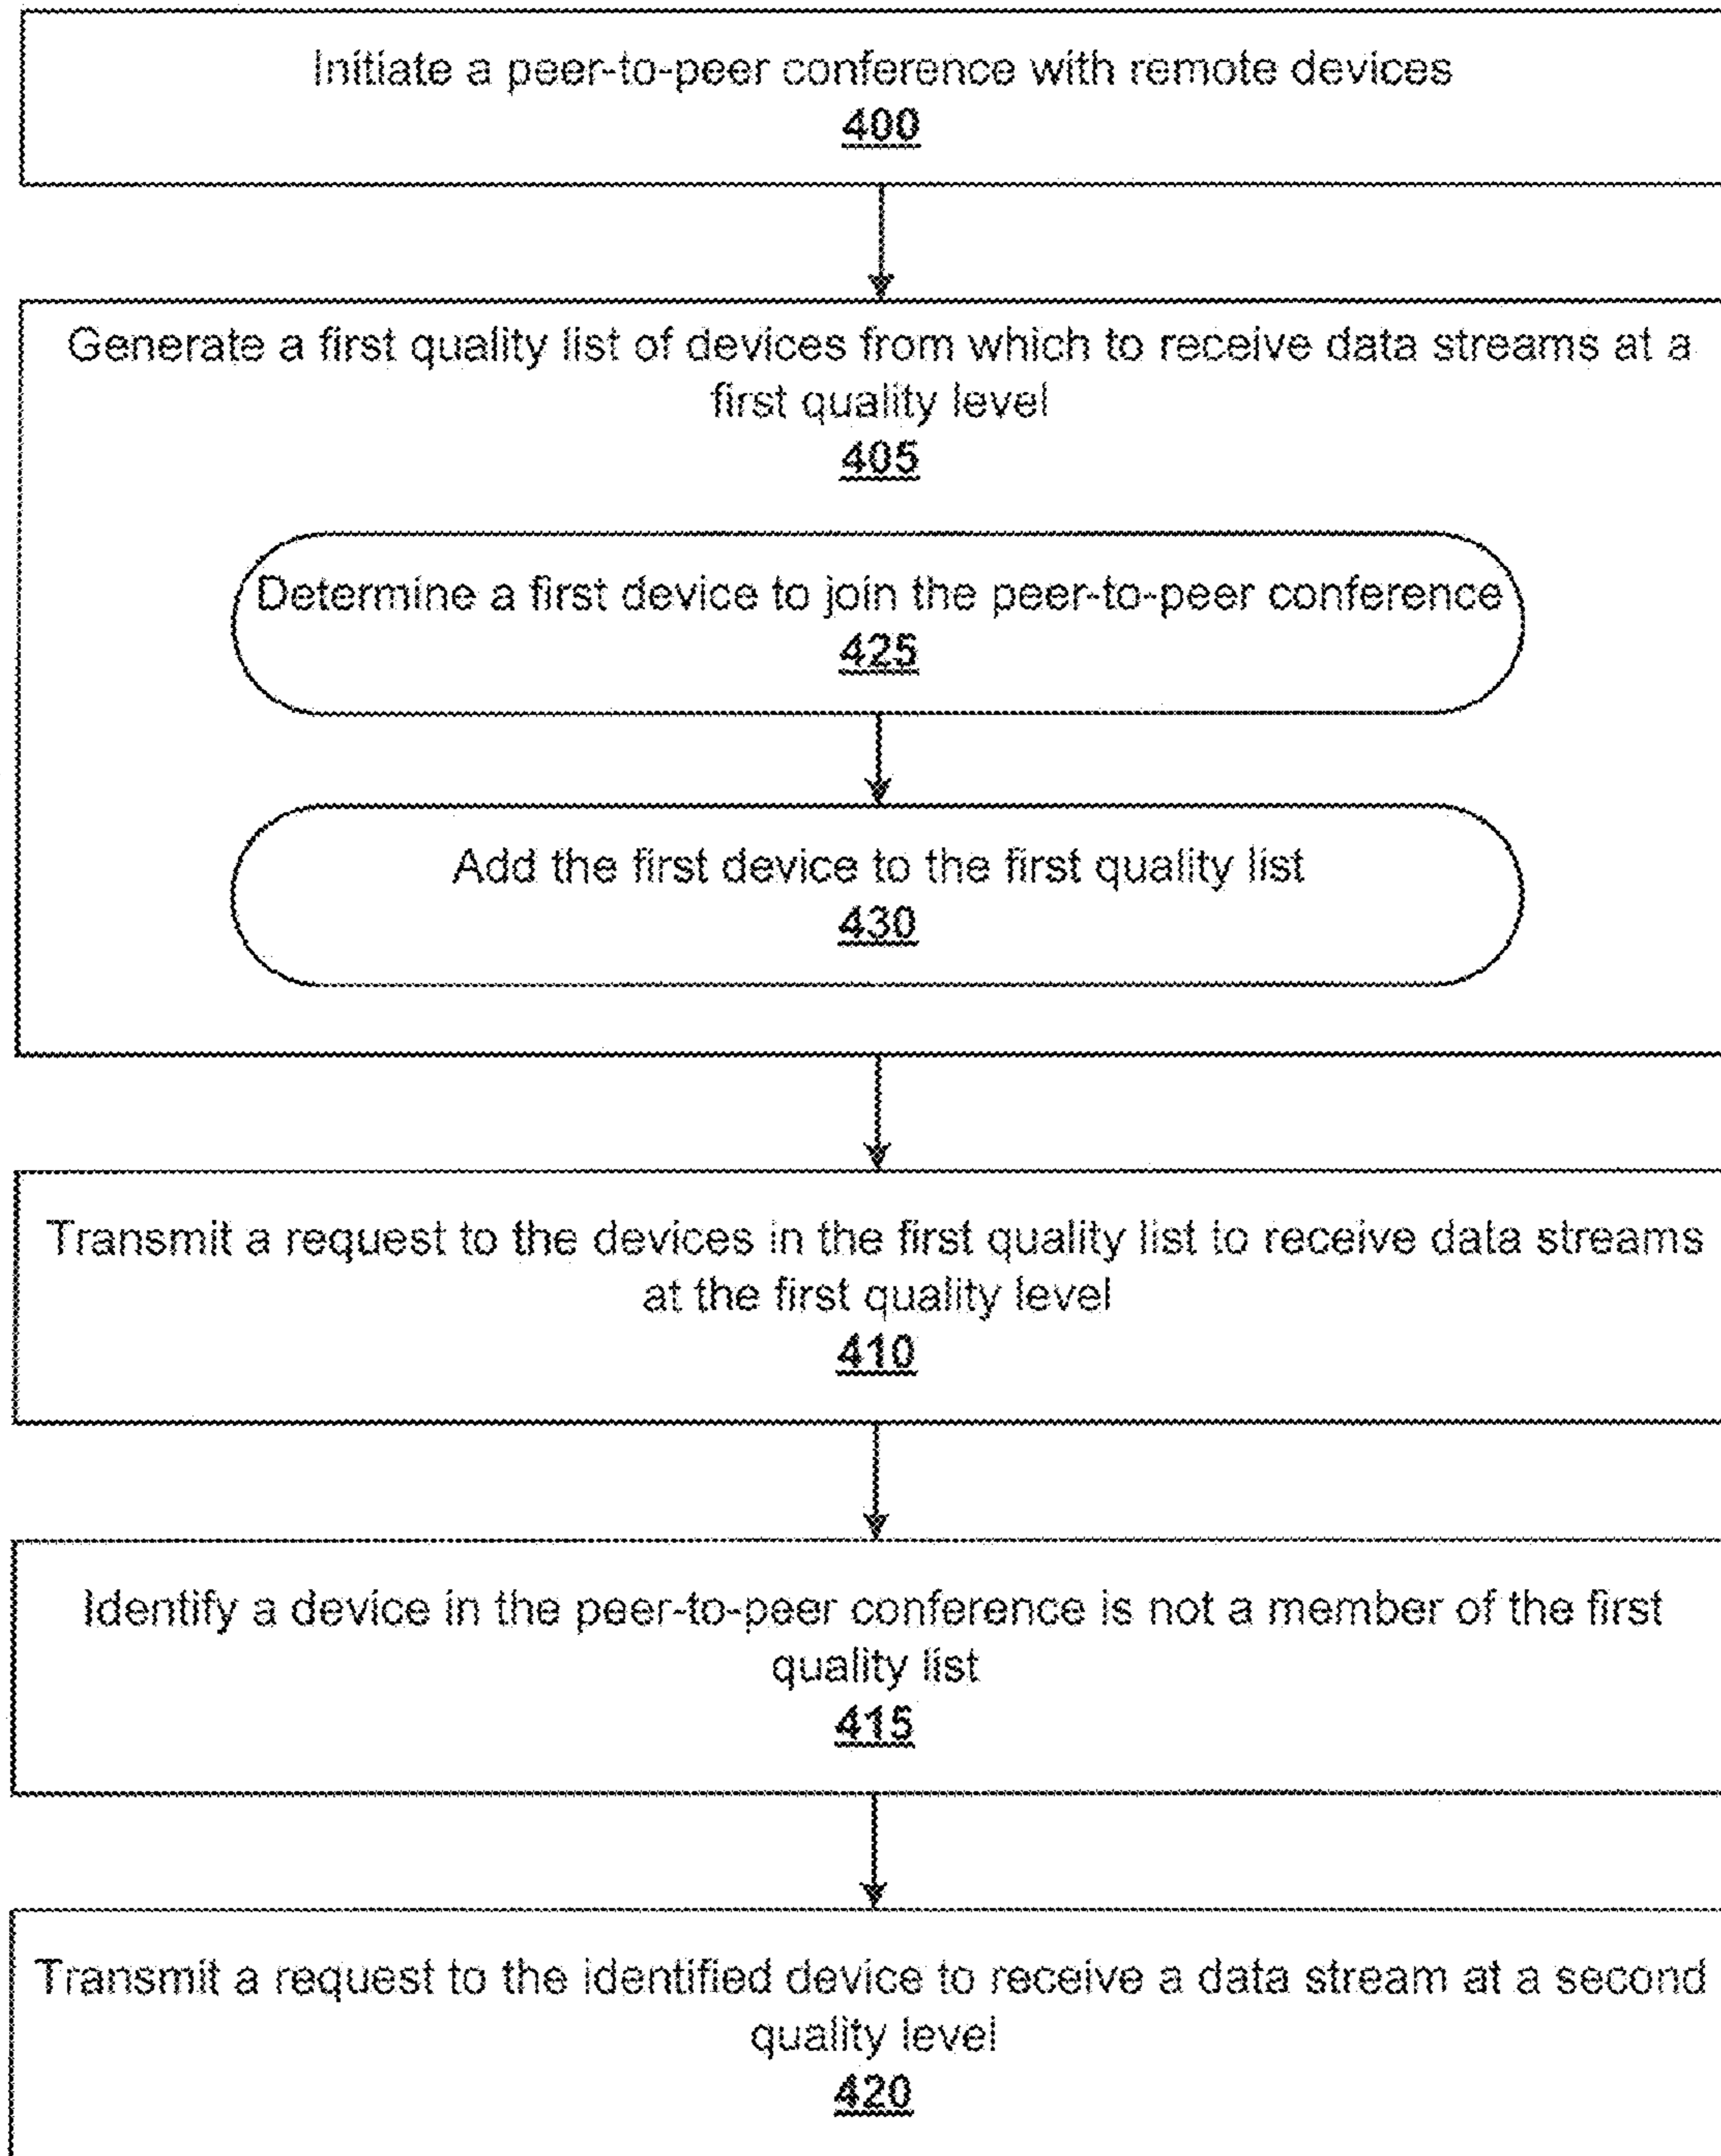 Initiate a peer-to-peer conference with remote devices
400
Generate a first quality list of devices from which to receive data streams at a
first quality level
405
Determine a first device to join the peer-to-peer conference
425
Add the first device to the first quality list
430
Transmit a request to the devices in the first quality list to receive data streams
at the first quality level
410
Identify a device in the peer-to-peer conference is not a member of the first
quality list
415
Transmit a request to the identified device to receive a data stream at a second
quality level
420